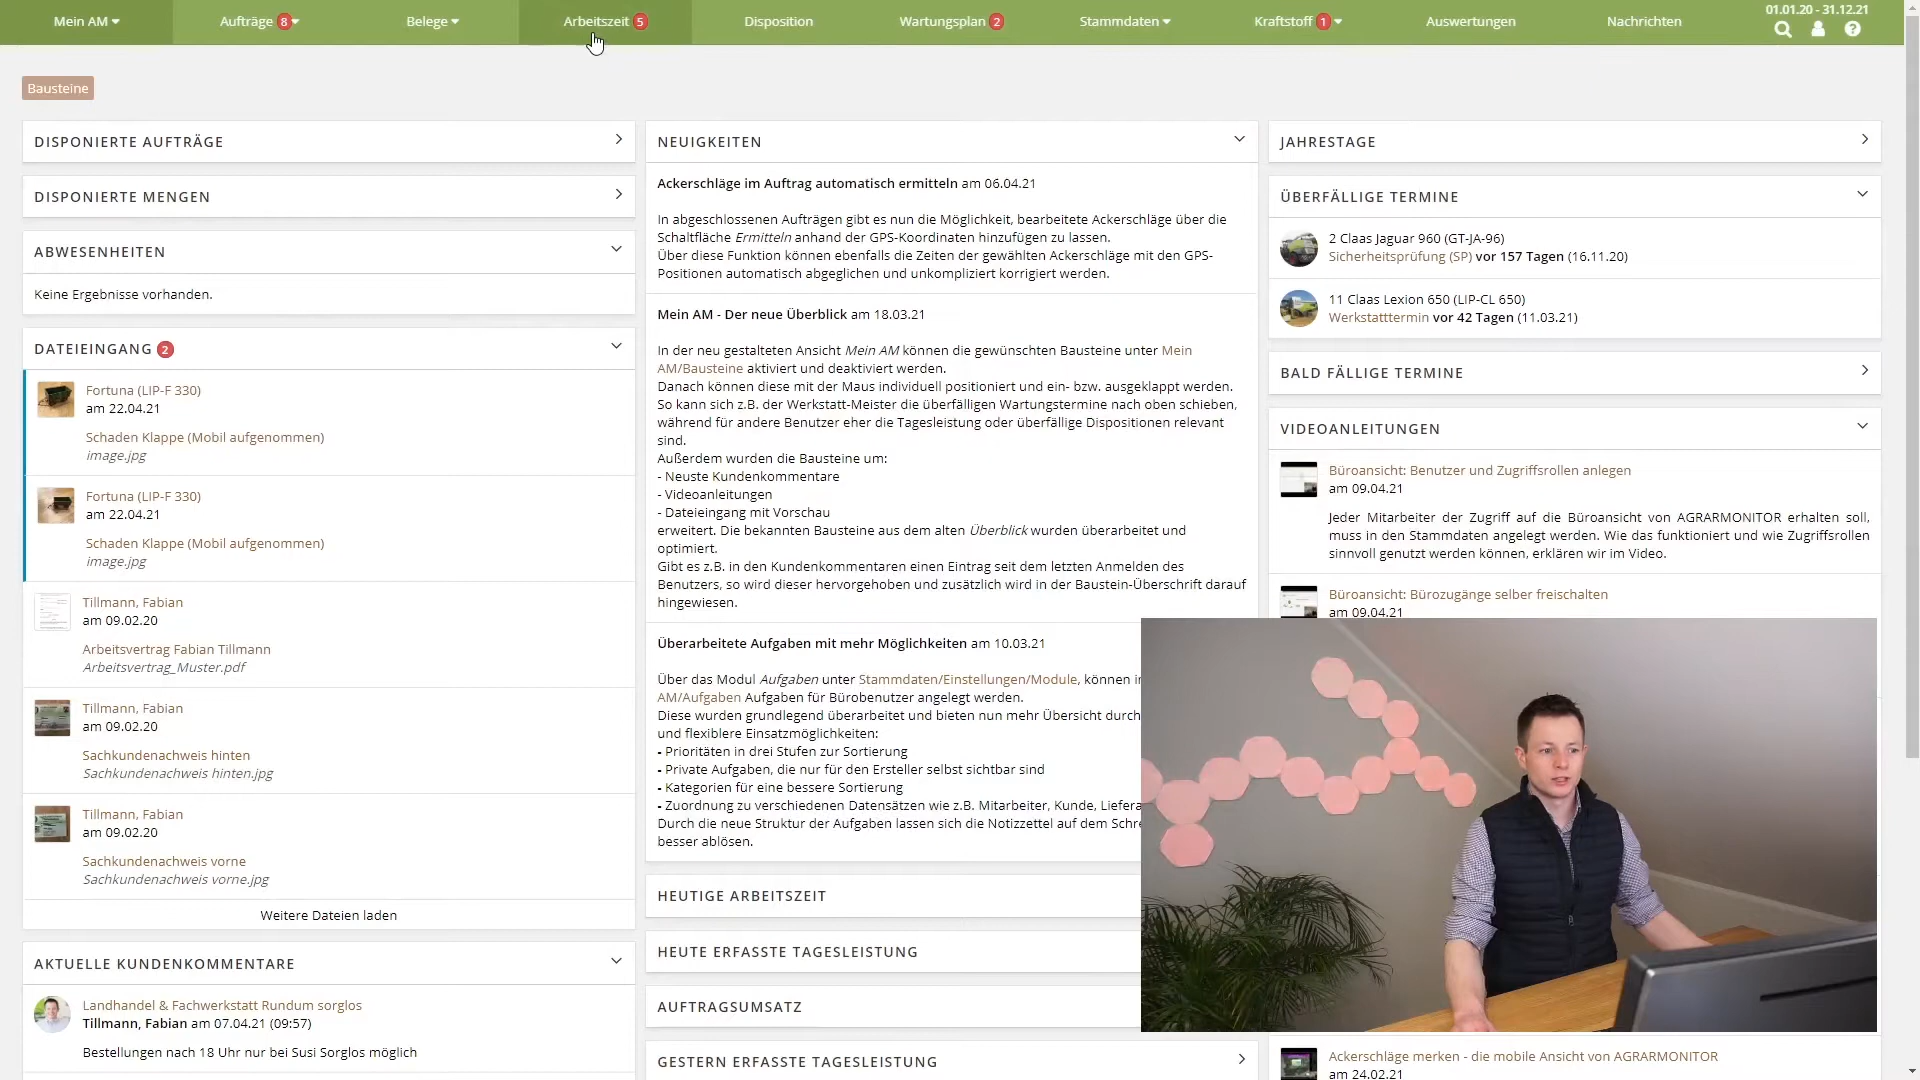 Mein AM
Aufträge 8
Belege
Arbeitszeit 5
Disposition
Wartungsplan 2
Stammdaten
Kraftstoff 1
Auswertungen
Nachrichten
01.01.20 - 31.12.21
Bausteine
DISPONIERTE AUFTRÄGE
DISPONIERTE MENGEN
ABWESENHEITEN
Keine Ergebnisse vorhanden.
DATEIEINGANG 2
Fortuna (LIP-F 330)
am 22.04.21
Schaden Klappe (Mobil aufgenommen)
image.jpg
Fortuna (LIP-F 330)
am 22.04.21
Schaden Klappe (Mobil aufgenommen)
image.jpg
Tillmann, Fabian
am 09.02.20
Arbeitsvertrag Fabian Tillmann
Arbeitsvertrag_Muster.pdf
Tillmann, Fabian
am 09.02.20
Sachkundenachweis hinten
Sachkundenachweis hinten.jpg
Tillmann, Fabian
am 09.02.20
Sachkundenachweis vorne
Sachkundenachweis vorne.jpg
Weitere Dateien laden
AKTUELLE KUNDENKOMMENTARE
Landhandel & Fachwerkstatt Rundum sorglos
Tillmann, Fabian am 07.04.21 (09:57)
Bestellungen nach 18 Uhr nur bei Susi Sorglos möglich
NEUIGKEITEN
Ackerschläge im Auftrag automatisch ermitteln am 06.04.21
In abgeschlossenen Aufträgen gibt es nun die Möglichkeit, bearbeitete Ackerschläge über die
Schaltfläche Ermitteln anhand der GPS-Koordinaten hinzufügen zu lassen.
Über diese Funktion können ebenfalls die Zeiten der gewählten Ackerschläge mit den GPS-
Positionen automatisch abgeglichen und unkompliziert korrigiert werden.
Mein AM - Der neue Überblick am 18.03.21
In der neu gestalteten Ansicht Mein AM können die gewünschten Bausteine unter Mein
AM/Bausteine aktiviert und deaktiviert werden.
Danach können diese mit der Maus individuell positioniert und ein- bzw. ausgeklappt werden.
So kann sich z.B. der Werkstatt-Meister die überfälligen Wartungstermine nach oben schieben,
während für andere Benutzer eher die Tagesleistung oder überfällige Dispositionen relevant
sind.
Außerdem wurden die Bausteine um:
- Neuste Kundenkommentare
- Videoanleitungen
- Dateieingang mit Vorschau
erweitert. Die bekannten Bausteine aus dem alten Überblick wurden überarbeitet und
optimiert.
Gibt es z.B. in den Kundenkommentaren einen Eintrag seit dem letzten Anmelden des
Benutzers, so wird dieser hervorgehoben und zusätzlich wird in der Baustein-Überschrift darauf
hingewiesen.
Überarbeitete Aufgaben mit mehr Möglichkeiten am 10.03.21
Über das Modul Aufgaben unter Stammdaten/Einstellungen/Module, können
AM/Aufgaben Aufgaben für Bürobenutzer angelegt werden.
Diese wurden grundlegend überarbeitet und bieten nun mehr Übersicht durch
und flexiblere Einsatzmöglichkeiten:
- Prioritäten in drei Stufen zur Sortierung
- Private Aufgaben, die nur für den Ersteller selbst sichtbar sind
- Kategorien für eine bessere Sortierung
- Zuordnung zu verschiedenen Datensätzen wie z.B. Mitarbeiter, Kunde,
Durch die neue Struktur der Aufgaben lassen sich die Notizzettel auf dem
besser ablösen.
HEUTIGE ARBEITSZEIT
HEUTE ERFASSTE TAGESLEISTUNG
AUFTRAGSUMSATZ
GESTERN ERFASSTE TAGESLEISTUNG
JAHRESTAGE
ÜBERFÄLLIGE TERMINE
2 Claas Jaguar 960 (GT-JA-96)
Sicherheitsprüfung (SP) vor 157 Tagen (16.11.20)
11 Claas Lexion 650 (LIP-CL 650)
Werkstatttermin vor 42 Tagen (11.03.21)
BALD FÄLLIGE TERMINE
VIDEOANLEITUNGEN
Büroansicht: Benutzer und Zugriffsrollen anlegen
am 09.04.21
Jeder Mitarbeiter der Zugriff auf die Büroansicht von AGRARMONITOR erhalten soll,
muss in den Stammdaten angelegt werden. Wie das funktioniert und wie Zugriffsrollen
sinnvoll genutzt werden können, erklären wir im Video.
Büroansicht: Bürozugänge selber freischalten
am 09.04.21
Ackerschläge merken - die mobile Ansicht von AGRARMONITOR
am 24.02.21